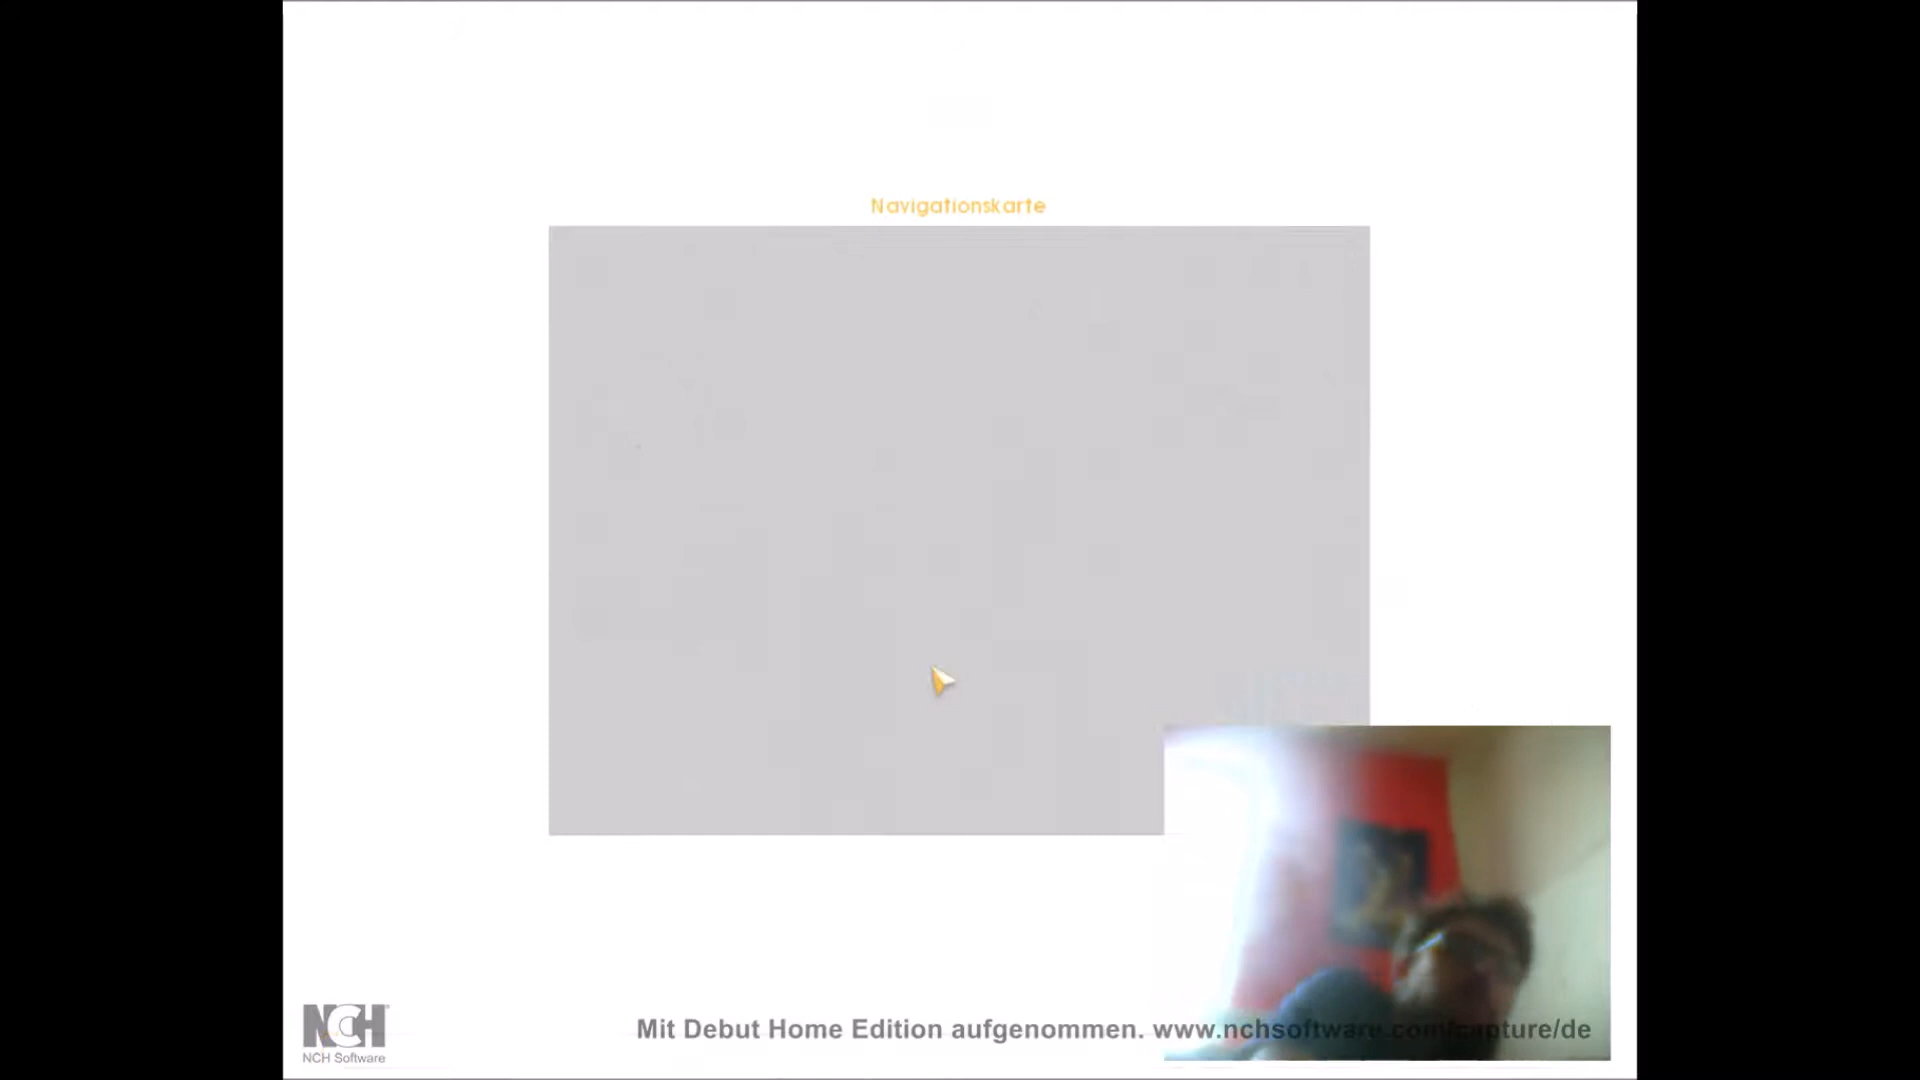 Navigationskarte
NCH
NCH Software
Mit Debut Home Edition aufgenommen. www.nchsoftware.com/capture/de